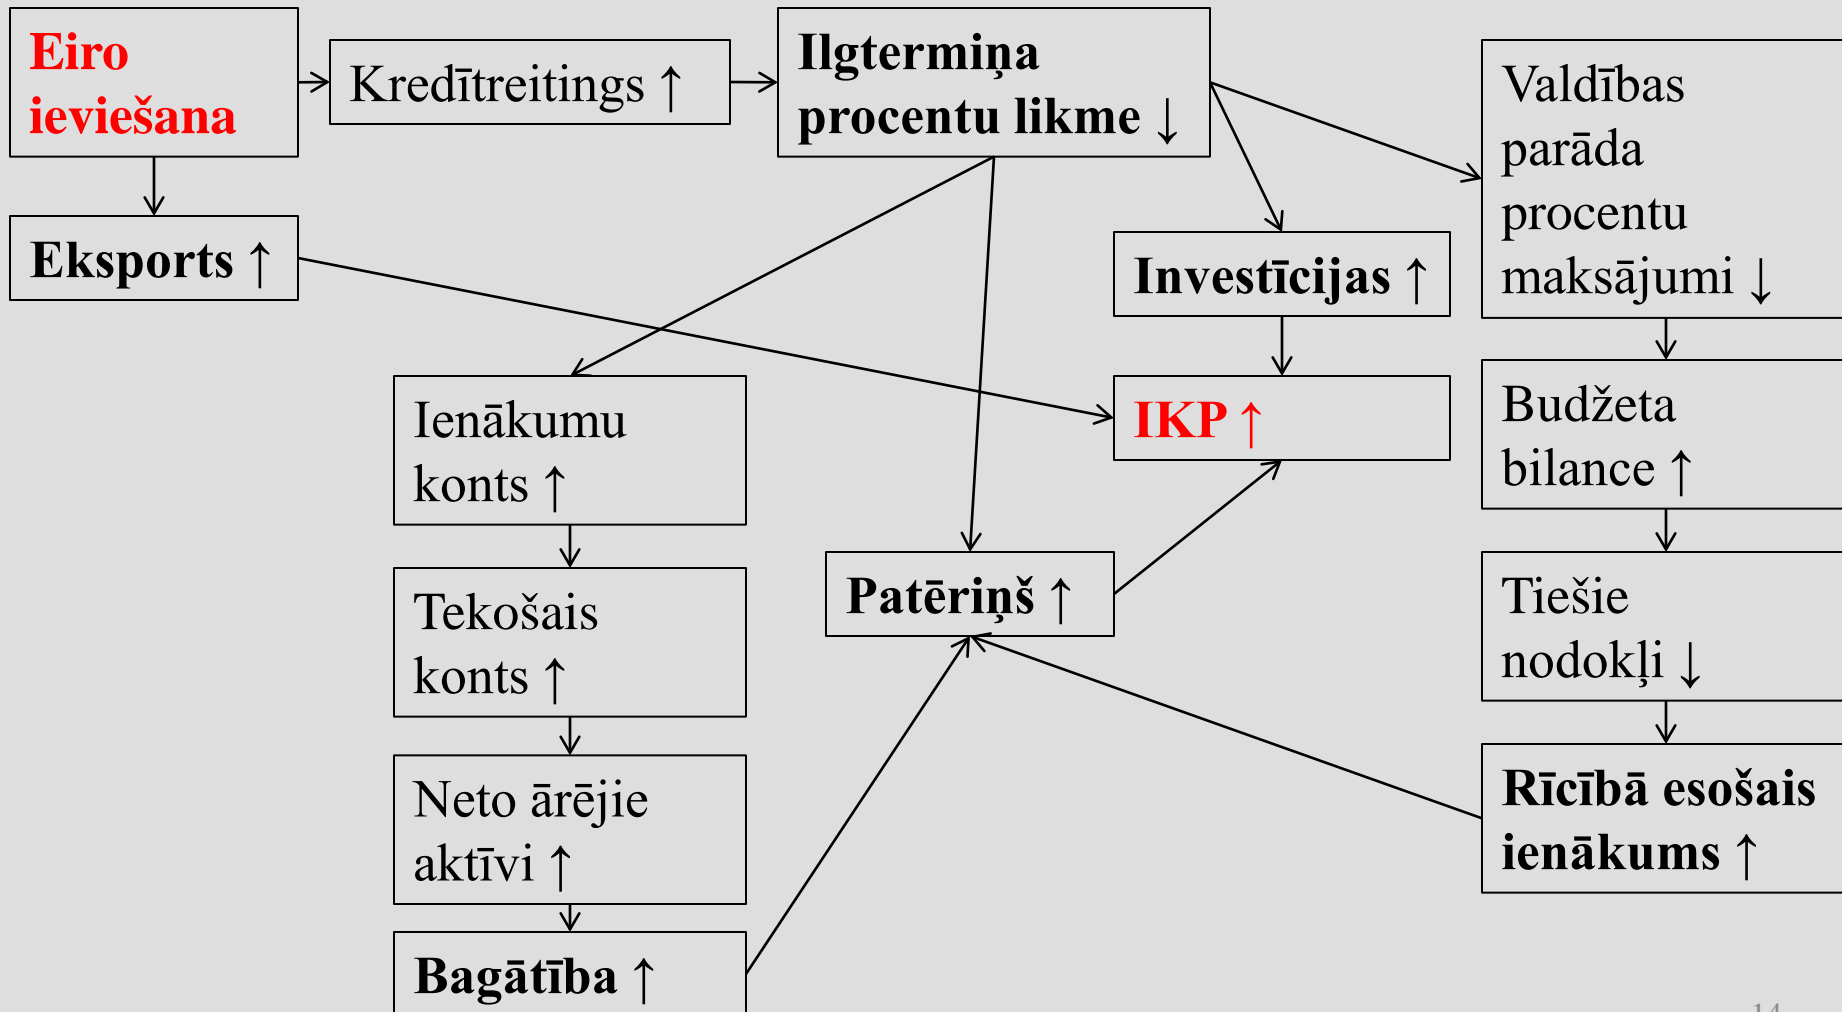 Eiro
ieviešana
Kredītreitings ↑
Ilgtermiņa
procentu likme ↓
Valdības
parāda
procentu
maksājumi ↓
Eksports ↑
Investīcijas ↑
Ienākumu
konts ↑
IKP ↑
Budžeta
bilance ↑
Tekošais
konts ↑
Patēriņš ↑
Tiešie
nodokļi ↓
Neto ārējie
aktīvi ↑
Rīcībā esošais
ienākums ↑
Bagātība ↑
14